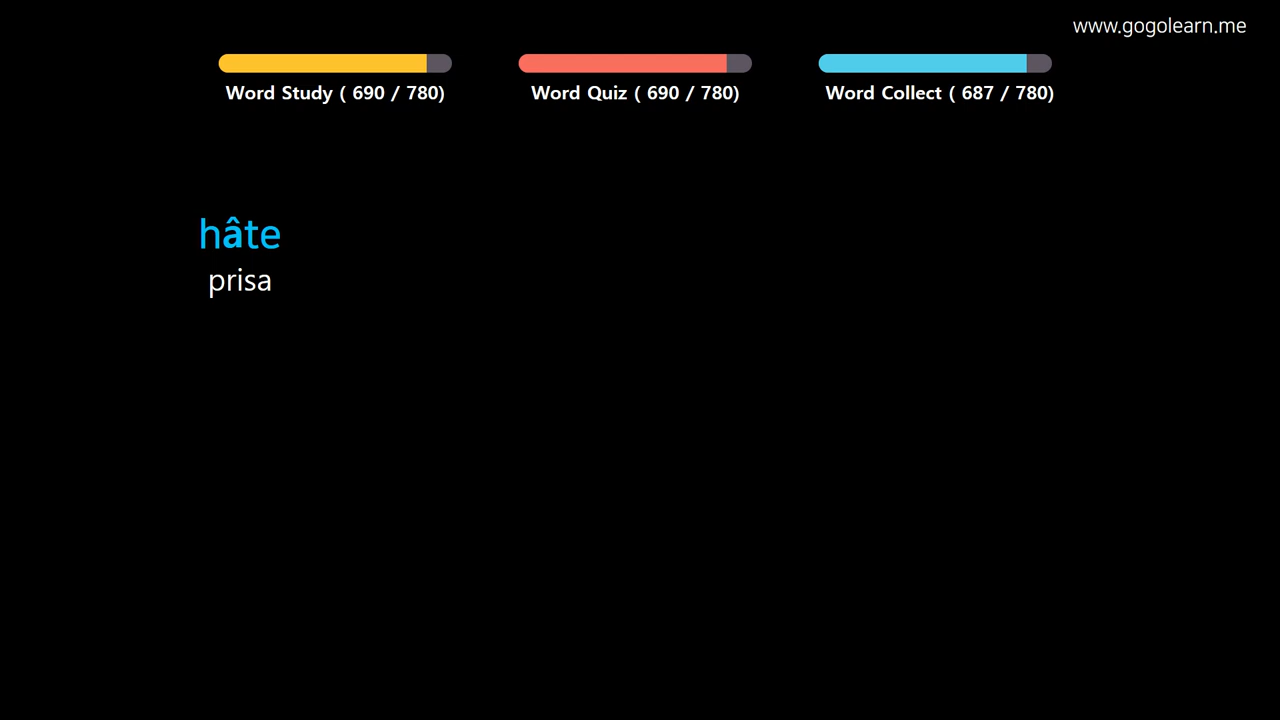 www.gogolearn.me
Word Study ( 690 / 780)
Word Quiz ( 690 / 780)
Word Collect ( 687 / 780)
hâte
prisa